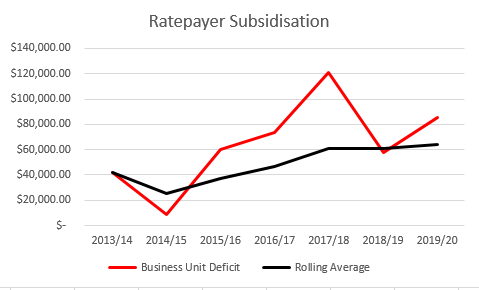 Ratepayer Subsidisation
$140,000.00
$120,000.00
$100,000.00
$80,000.00
$60,000.00
$40,000.00
$20,000.00
$-
2013/14 2014/15 2015/16 2016/17 2017/18 2018/19 2019/20
Business Unit Deficit Rolling Average